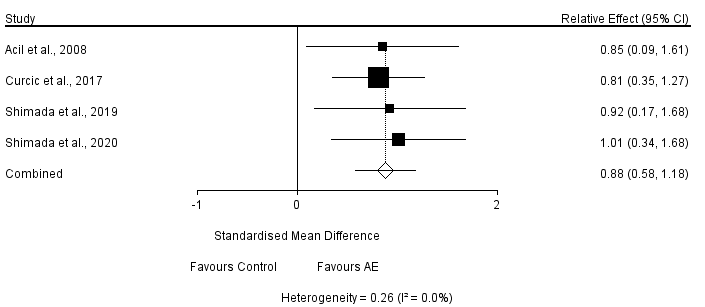 Study Relative Effect (95% CI)
Acil et al., 2008 0.85 (0.09, 1.61)
Curcic et al., 2017 0.81 (0.35, 1.27)
Shimada et al., 2019 0.92 (0.17, 1.68)
Shimada et al., 2020 1.01 (0.34, 1.68)
Combined 0.88 (0.58, 1.18)
-1 0 2
Standardised Mean Difference
Favours Control Favours AE
Heterogeneity = 0.26 (I² = 0.0%)